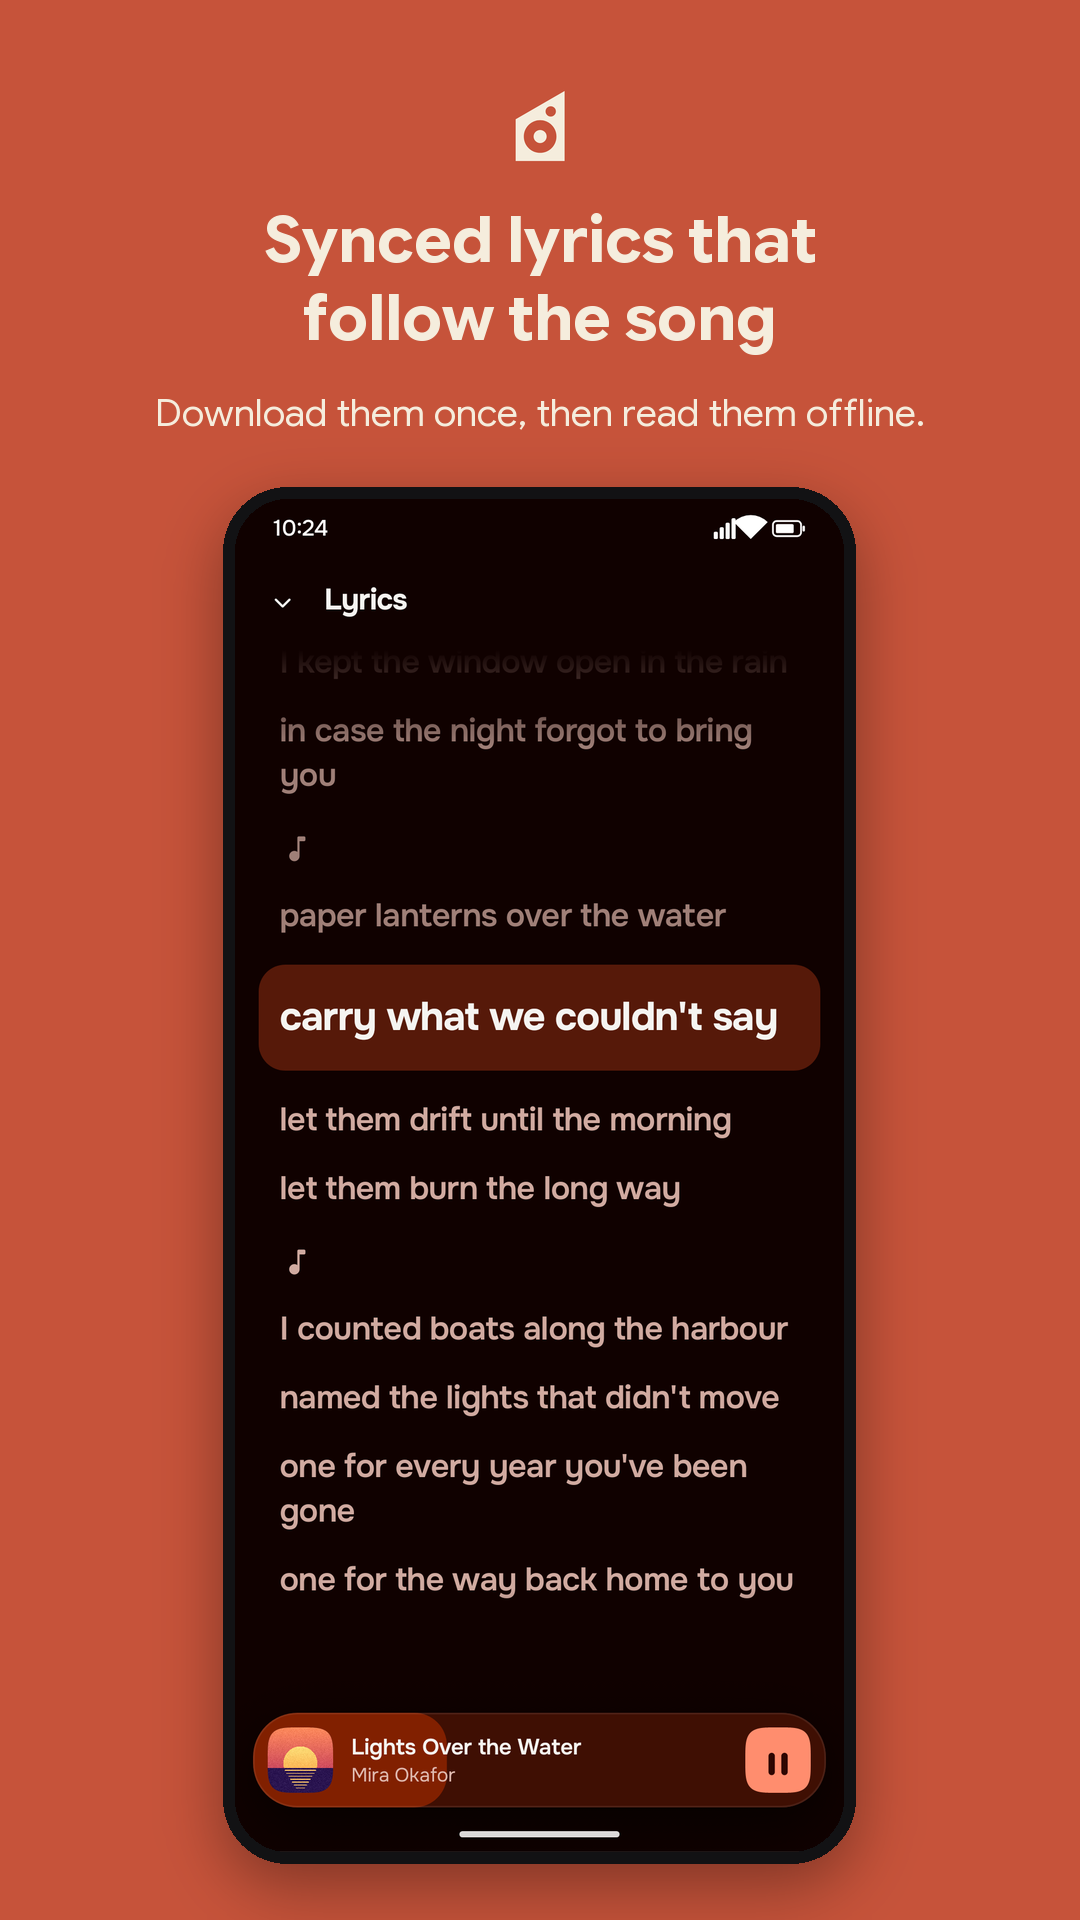 Synced lyrics that
follow the song
Download them once, then read them offline.
10:24
Lyrics
I kept the window open in the rain
in case the night forgot to bring
you
paper lanterns over the water
carry what we couldn't say
let them drift until the morning
let them burn the long way
I counted boats along the harbour
named the lights that didn't move
one for every year you've been
gone
one for the way back home to you
Lights Over the Water
Mira Okafor